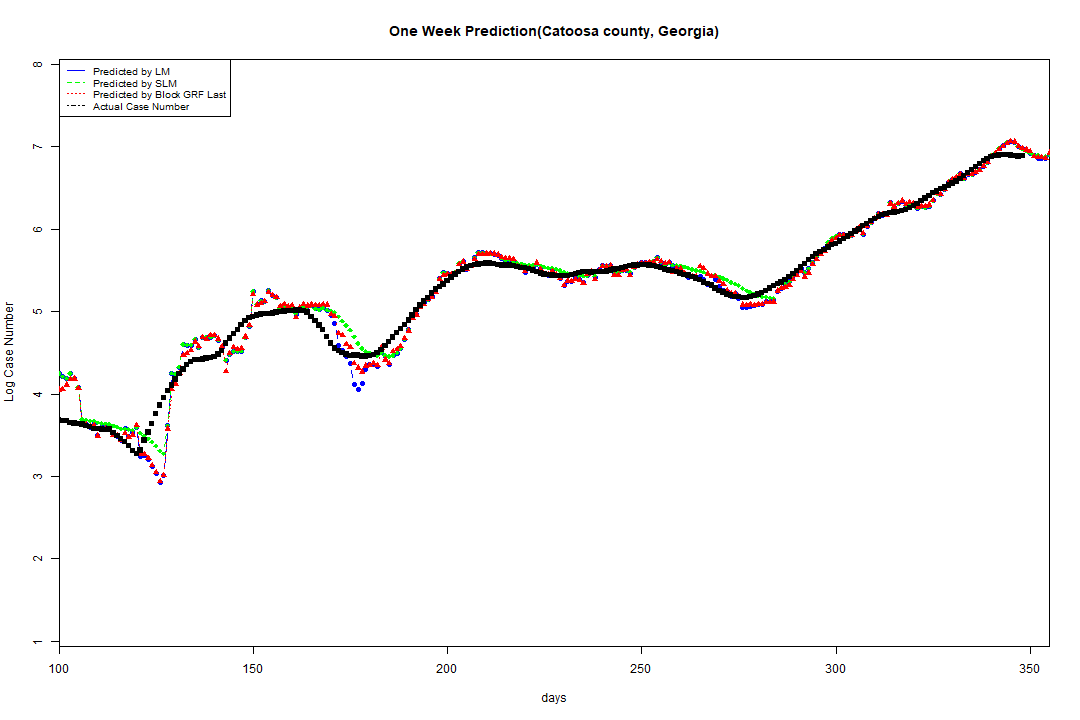 One Week Prediction(Catoosa county, Georgia)
8
7
6
5
4
3
2
1
Log Case Number
Predicted by LM
Predicted by SLM
Predicted by Block GRF Last
Actual Case Number
100 150 200 250 300 350
days